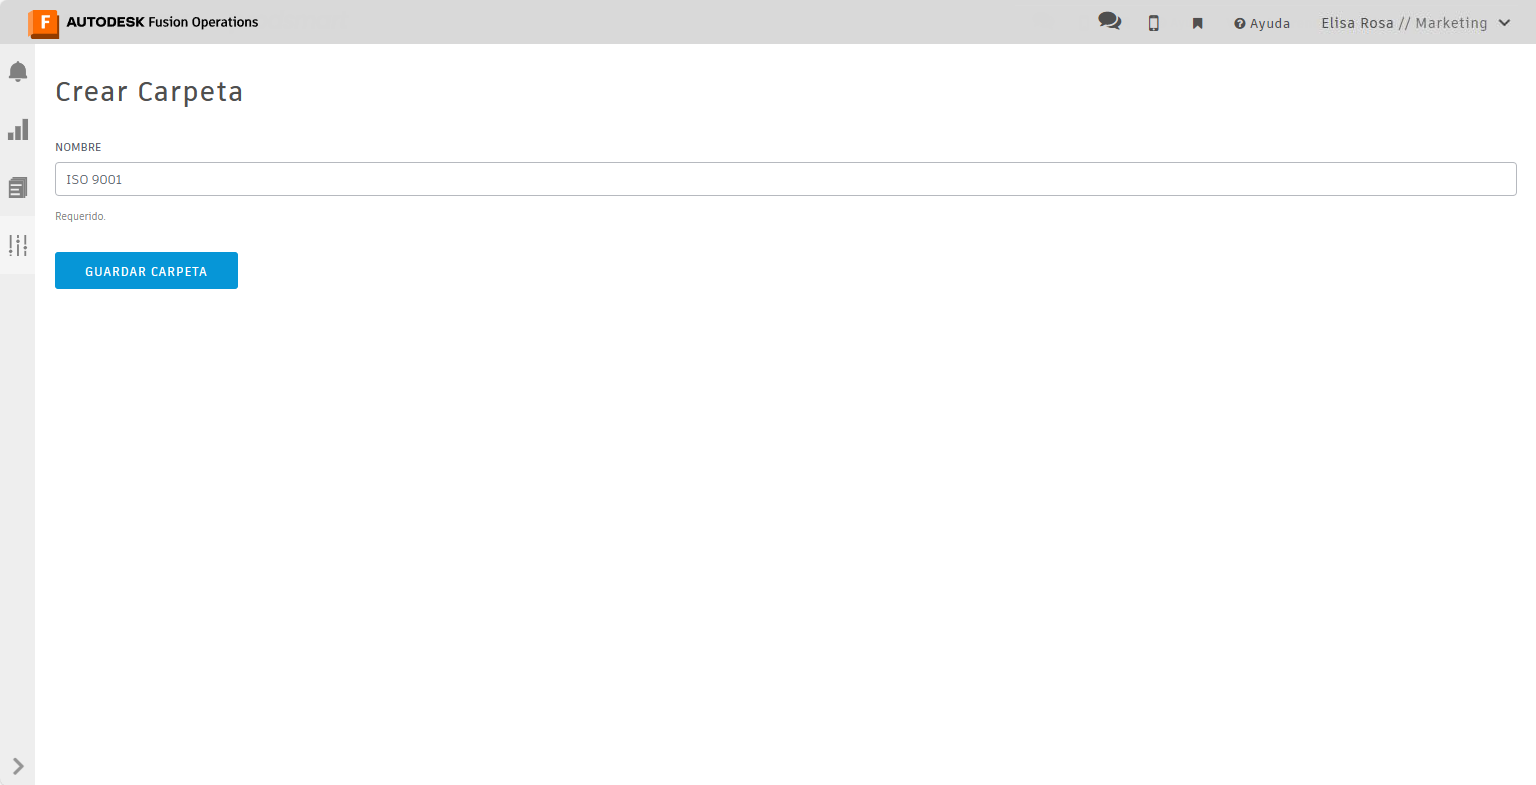 F AUTODESK Fusion Operations
Ayuda
Elisa Rosa // Marketing
Crear Carpeta
NOMBRE
ISO 9001
Requerido.
GUARDAR CARPETA